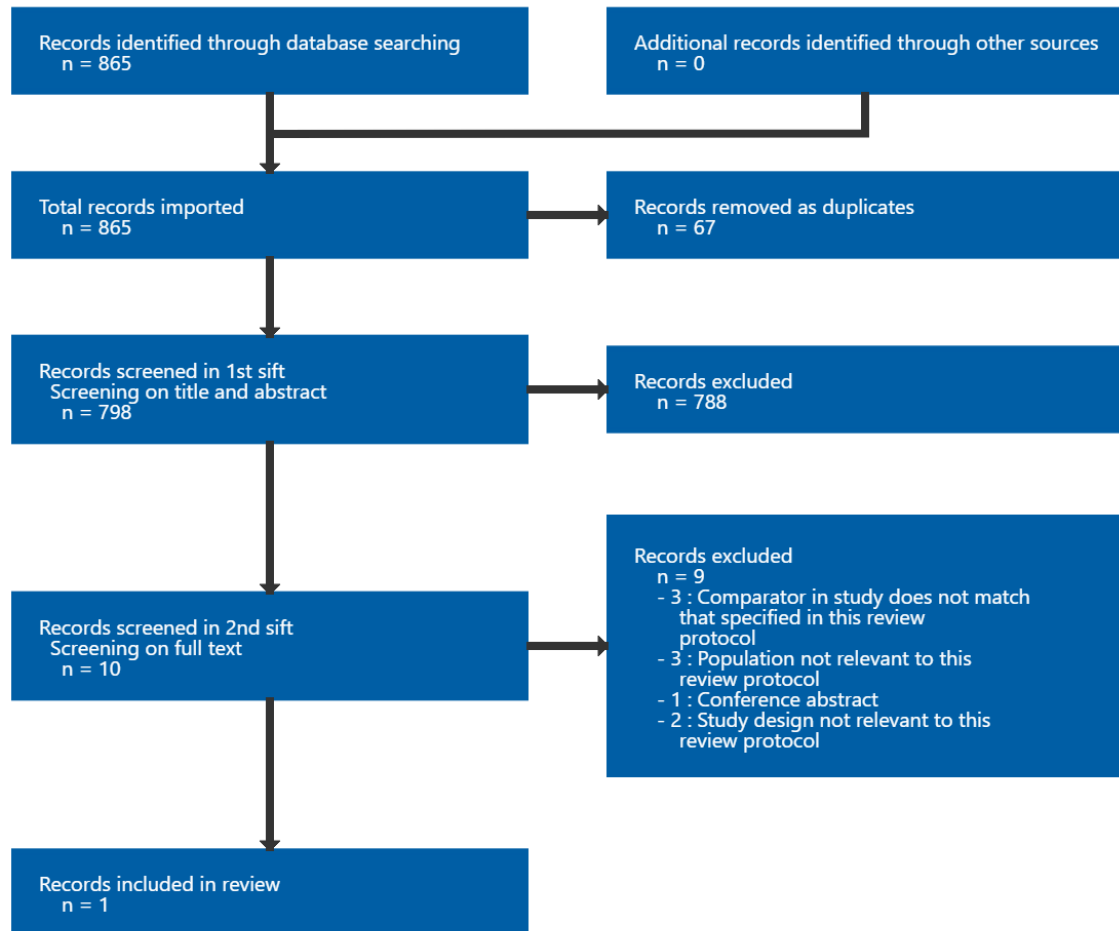 Records identified through database searching
n = 865
Additional records identified through other sources
n = 0
Total records imported
n = 865
Records removed as duplicates
n = 67
Records screened in 1st sift
Screening on title and abstract
n = 798
Records excluded
n = 788
Records screened in 2nd sift
Screening on full text
n = 10
Records excluded
n = 9
- 3 : Comparator in study does not match
that specified in this review
protocol
- 3 : Population not relevant to this
review protocol
- 1 : Conference abstract
- 2 : Study design not relevant to this
review protocol
Records included in review
n = 1